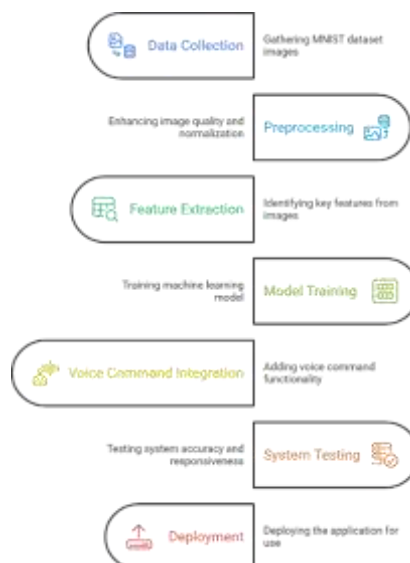 Data Collection
Gathering MNIST dataset
images
Enhancing image quality and
normalization
Preprocessing
Feature Extraction
Identifying key features from
images
Training machine learning
model
Model Training
Voice Command Integration
Adding voice command
functionality
Testing system accuracy and
responsiveness
System Testing
Deployment
Deploying the application for
use